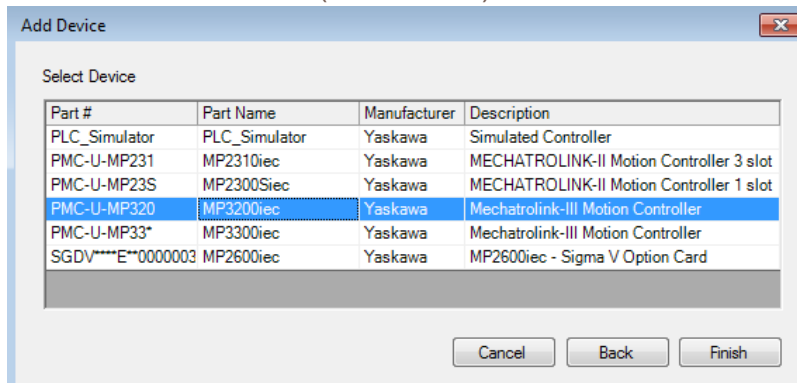 Add Device
Select Device
Part # Part Name Manufacturer Description
PLC_Simulator PLC_Simulator Yaskawa Simulated Controller
PMC-U-MP231 MP2310iec Yaskawa MECHATROLINK-II Motion Controller 3 slot
PMC-U-MP23S MP2300Siec Yaskawa MECHATROLINK-II Motion Controller 1 slot
PMC-U-MP320 MP3200iec Yaskawa Mechatrolink-III Motion Controller
PMC-U-MP33* MP3300iec Yaskawa Mechatrolink-III Motion Controller
SGDV****E**0000003 MP2600iec Yaskawa MP2600iec - Sigma V Option Card
Cancel Back Finish